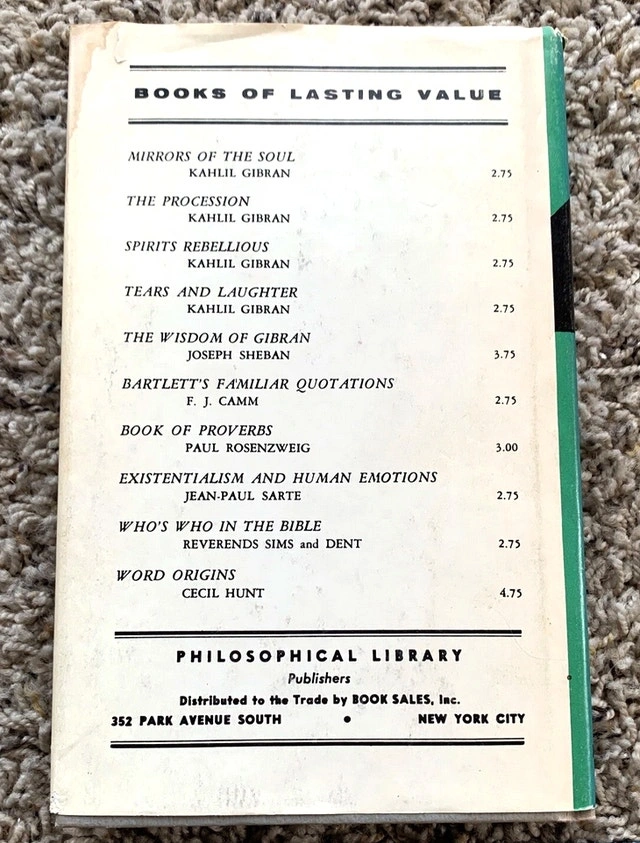 BOOKS OF LASTING VALUE
MIRRORS OF THE SOUL
KAHLIL GIBRAN 2.75
THE PROCESSION
KAHLIL GIBRAN 2.75
SPIRITS REBELLIOUS
KAHLIL GIBRAN 2.75
TEARS AND LAUGHTER
KAHLIL GIBRAN 2.75
THE WISDOM OF GIBRAN
JOSEPH SHEBAN 3.75
BARTLETT'S FAMILIAR QUOTATIONS
F. J. CAMM 2.75
BOOK OF PROVERBS
PAUL ROSENZWEIG 3.00
EXISTENTIALISM AND HUMAN EMOTIONS
JEAN-PAUL SARTE 2.75
WHO'S WHO IN THE BIBLE
REVERENDS SIMS and DENT 2.75
WORD ORIGINS
CECIL HUNT 4.75
PHILOSOPHICAL LIBRARY
Publishers
Distributed to the Trade by BOOK SALES, Inc.
352 PARK AVENUE SOUTH • NEW YORK CITY